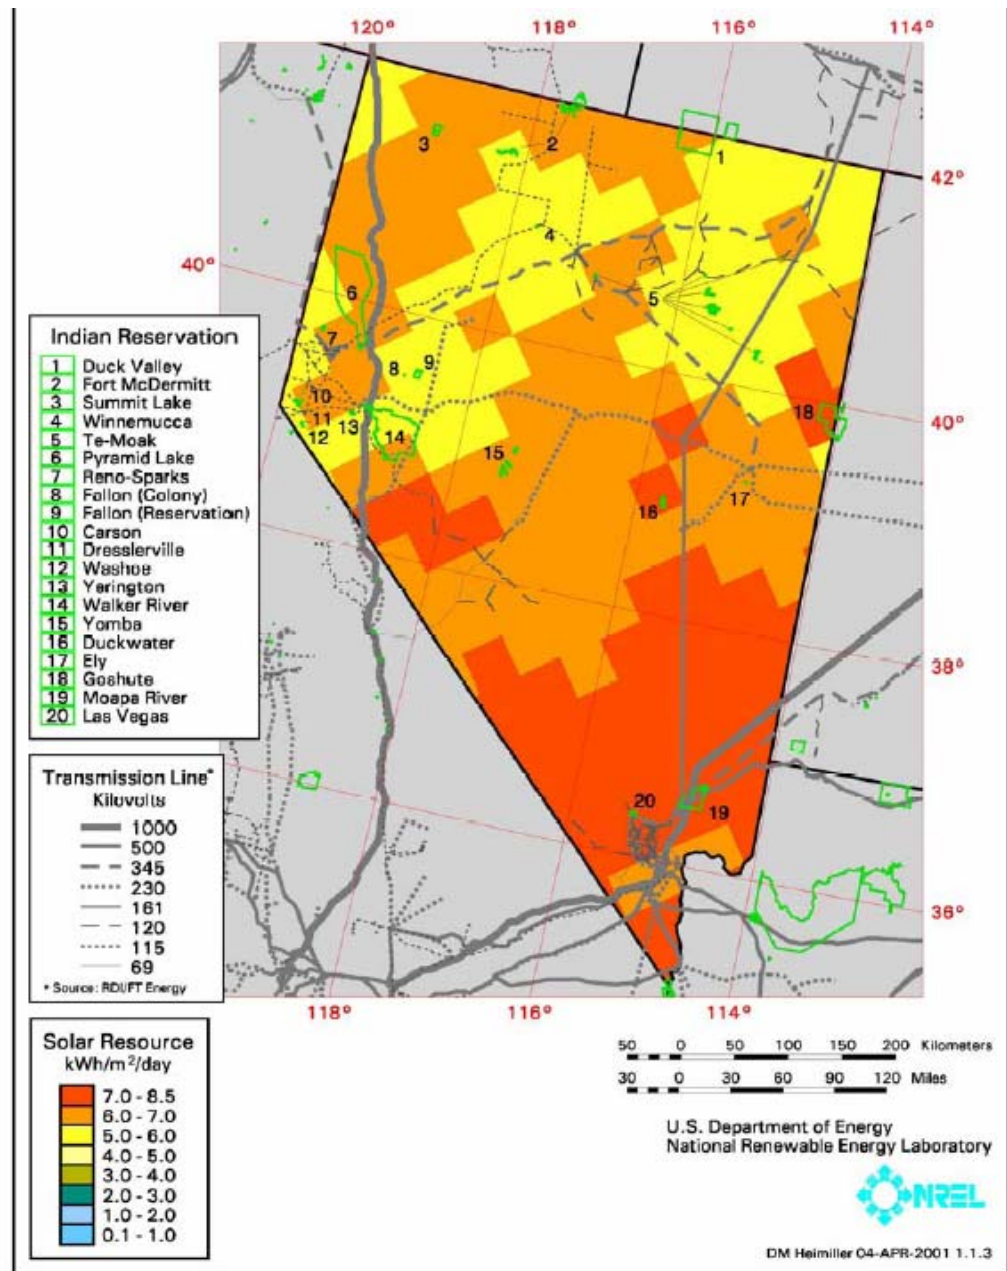 120°
118°
116°
114°
3
2
1
42°
4
40°
6
5
7
8
9
10
11
12
13
14
15
16
17
18
40°
38°
20
19
36°
118°
116°
114°
Indian Reservation
1 Duck Valley
2 Fort McDermitt
3 Summit Lake
4 Winnemucca
5 Te-Moak
6 Pyramid Lake
7 Reno-Sparks
8 Fallon (Colony)
9 Fallon (Reservation)
10 Carson
11 Dresslerville
12 Washoe
13 Yerington
14 Walker River
15 Yomba
16 Duckwater
17 Ely
18 Goshute
19 Moapa River
20 Las Vegas
Transmission Line*
Kilovolts
1000
500
345
230
161
120
115
69
* Source: RDI/FT Energy
Solar Resource
kWh/m²/day
7.0 - 8.5
6.0 - 7.0
5.0 - 6.0
4.0 - 5.0
3.0 - 4.0
2.0 - 3.0
1.0 - 2.0
0.1 - 1.0
50 0 50 100 150 200 Kilometers
30 0 30 60 90 120 Miles
U.S. Department of Energy
National Renewable Energy Laboratory
NREL
DM Heimiller 04-APR-2001 1.1.3